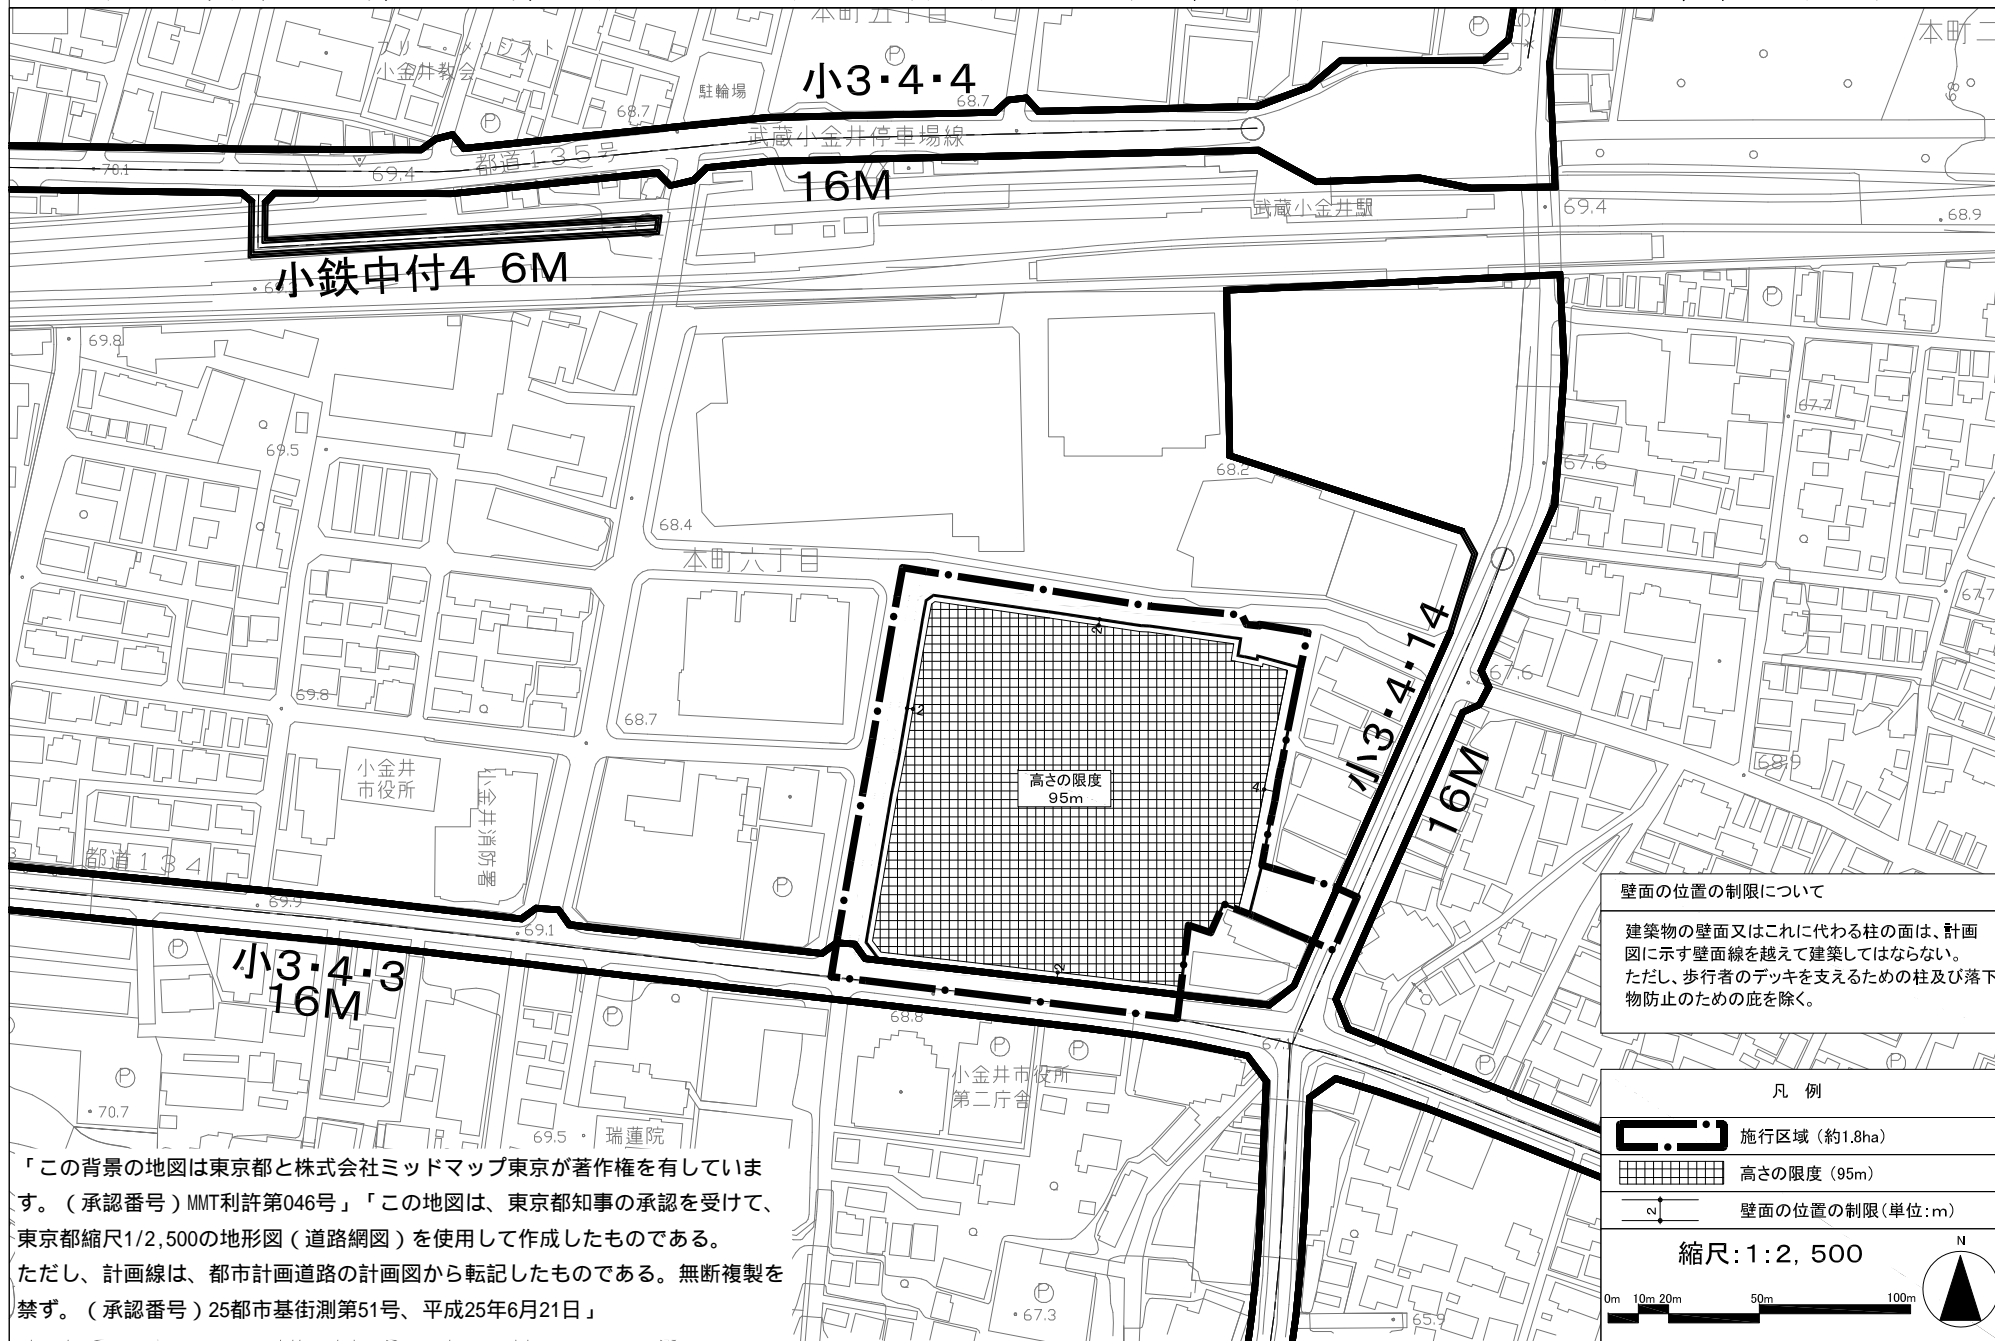 本町五丁目
本町二
スリー・メソジスト
小金井教会
駐輪場
小3・4・4
68.7
68.7
武蔵小金井停車場線
都道135号
70.1
69.4
16M
武蔵小金井駅
69.4
68.9
小鉄中付4 6M
69.8
67.7
69.5
68.2
67.6
68.4
本町六丁目
67.7
小3・4・14
67.6
69.8
68.7
2
2
16M
68.9
小金井
市役所
小金井消防署
高さの限度
95m
4
都道134
69.9
69.1
小3・4・3
16M
2
68.8
67.1
小金井市役所
第二庁舎
70.7
69.5
瑞蓮院
67.3
65.9
P
P
P
P
P
P
P
P
P
P
P
P
P
壁面の位置の制限について
建築物の壁面又はこれに代わる柱の面は、計画
図に示す壁面線を越えて建築してはならない。
ただし、歩行者のデッキを支えるための柱及び落下
物防止のための庇を除く。
凡 例
施行区域（約1.8ha）
高さの限度（95m）
2
壁面の位置の制限（単位：m）
縮尺：1：2,500
N
0m 10m 20m 50m 100m
「この背景の地図は東京都と株式会社ミッドマップ東京が著作権を有していま
す。（承認番号）MMT利許第046号」「この地図は、東京都知事の承認を受けて、
東京都縮尺1/2,500の地形図（道路網図）を使用して作成したものである。
ただし、計画線は、都市計画道路の計画図から転記したものである。無断複製を
禁ず。（承認番号）25都市基街測第51号、平成25年6月21日」